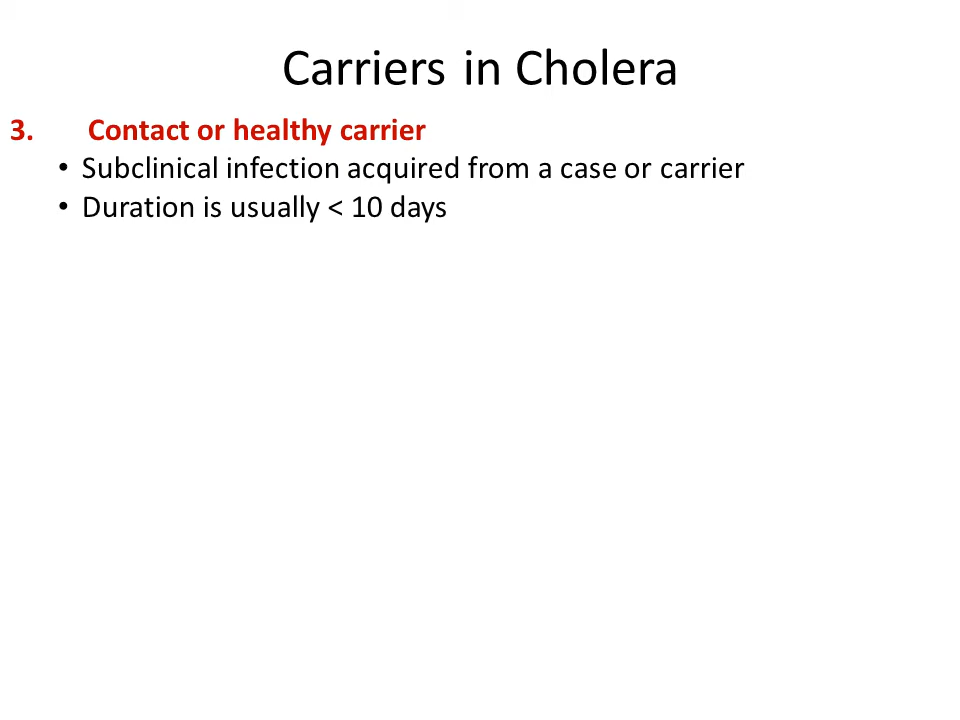 Carriers in Cholera
3. Contact or healthy carrier
• Subclinical infection acquired from a case or carrier
• Duration is usually < 10 days